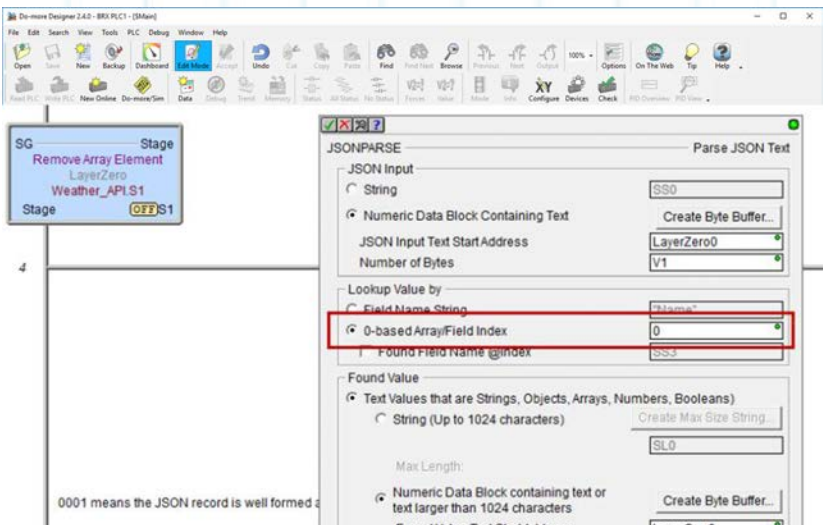 Do-more Designer 2.4.0 - BRX PLC1 - [$Main]
File Edit Search View Tools PLC Debug Window Help
Open Save New Backup Dashboard Edit Mode Accept Undo Cut Copy Paste Find Find Next Browse Previous Next Output 100% Options On The Web Tip Help
Read PLC Write PLC New Online Do-more/Sim Data Debug Trend Memory Status All Status No Status Forces Value Mode Info Configure XY Devices Check PID Overview PID View
SG Stage
Remove Array Element
LayerZero
Weather_API.S1
Stage OFF S1
4
0001 means the JSON record is well formed
JSONPARSE Parse JSON Text
JSON Input
String SS0
Numeric Data Block Containing Text Create Byte Buffer...
JSON Input Text Start Address LayerZero0
Number of Bytes V1
Lookup Value by
Field Name String "Name"
0-based Array/Field Index 0
Found Field Name @Index SS3
Found Value
Text Values that are Strings, Objects, Arrays, Numbers, Booleans)
String (Up to 1024 characters) Create Max Size String...
SL0
Max Length:
Numeric Data Block containing text or
text larger than 1024 characters Create Byte Buffer...